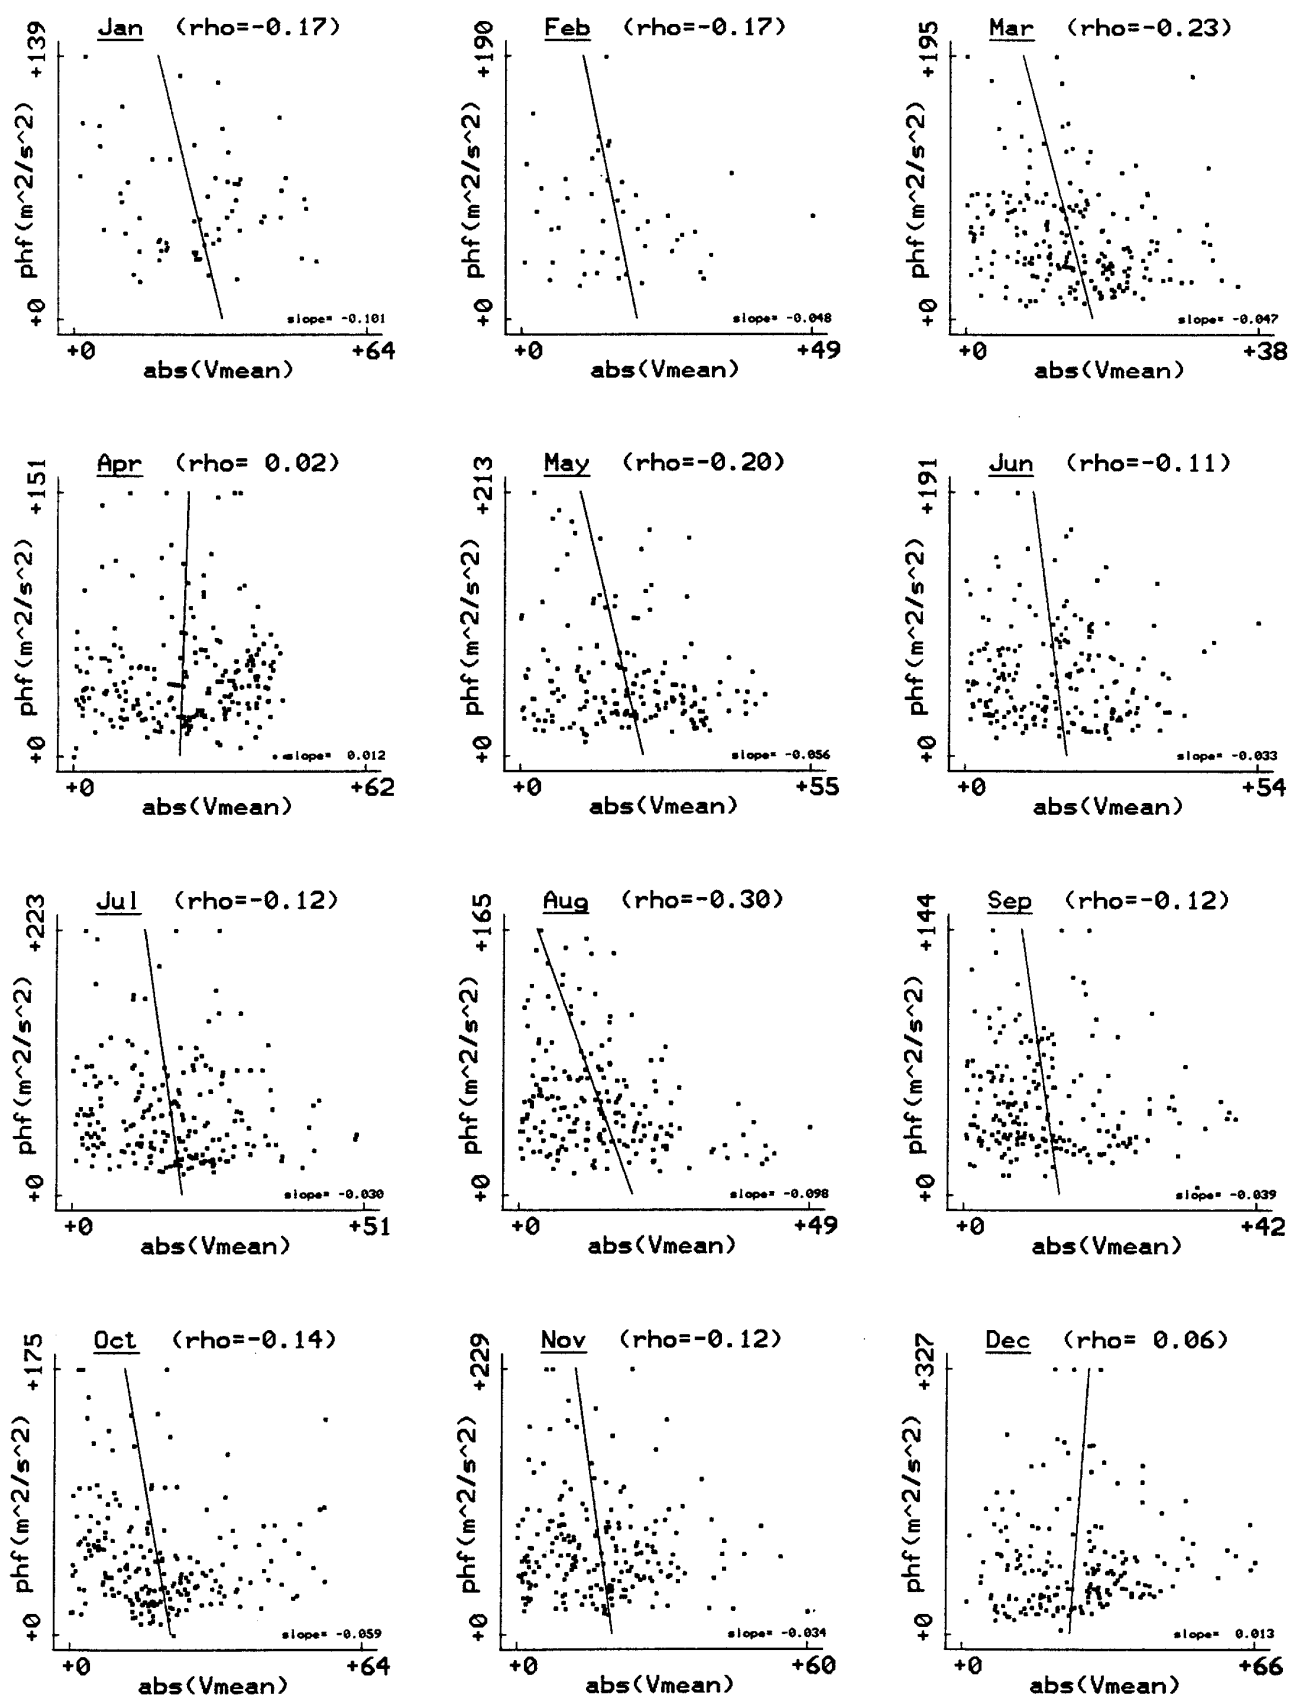 Jan (rho=-0.17)
+139
phf(m^2/s^2)
+0
slope= -0.101
+0 +64
abs(Vmean)
Feb (rho=-0.17)
+190
phf(m^2/s^2)
+0
slope= -0.048
+0 +49
abs(Vmean)
Mar (rho=-0.23)
+195
phf(m^2/s^2)
+0
slope= -0.047
+0 +38
abs(Vmean)
Apr (rho= 0.02)
+151
phf(m^2/s^2)
+0
slope= 0.012
+0 +62
abs(Vmean)
May (rho=-0.20)
+213
phf(m^2/s^2)
+0
slope= -0.056
+0 +55
abs(Vmean)
Jun (rho=-0.11)
+191
phf(m^2/s^2)
+0
slope= -0.033
+0 +54
abs(Vmean)
Jul (rho=-0.12)
+223
phf(m^2/s^2)
+0
slope= -0.030
+0 +51
abs(Vmean)
Aug (rho=-0.30)
+165
phf(m^2/s^2)
+0
slope= -0.098
+0 +49
abs(Vmean)
Sep (rho=-0.12)
+144
phf(m^2/s^2)
+0
slope= -0.039
+0 +42
abs(Vmean)
Oct (rho=-0.14)
+175
phf(m^2/s^2)
+0
slope= -0.059
+0 +64
abs(Vmean)
Nov (rho=-0.12)
+229
phf(m^2/s^2)
+0
slope= -0.034
+0 +60
abs(Vmean)
Dec (rho= 0.06)
+327
phf(m^2/s^2)
+0
slope= 0.013
+0 +66
abs(Vmean)